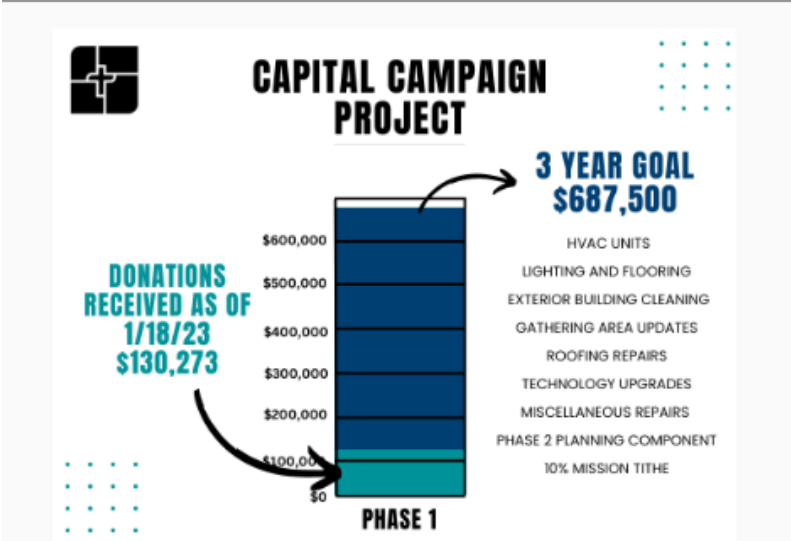 CAPITAL CAMPAIGN
PROJECT
3 YEAR GOAL
$687,500
HVAC UNITS
LIGHTING AND FLOORING
EXTERIOR BUILDING CLEANING
GATHERING AREA UPDATES
ROOFING REPAIRS
TECHNOLOGY UPGRADES
MISCELLANEOUS REPAIRS
PHASE 2 PLANNING COMPONENT
10% MISSION TITHE
DONATIONS
RECEIVED AS OF
1/18/23
$130,273
$600,000
$500,000
$400,000
$300,000
$200,000
$100,000
$0
PHASE 1